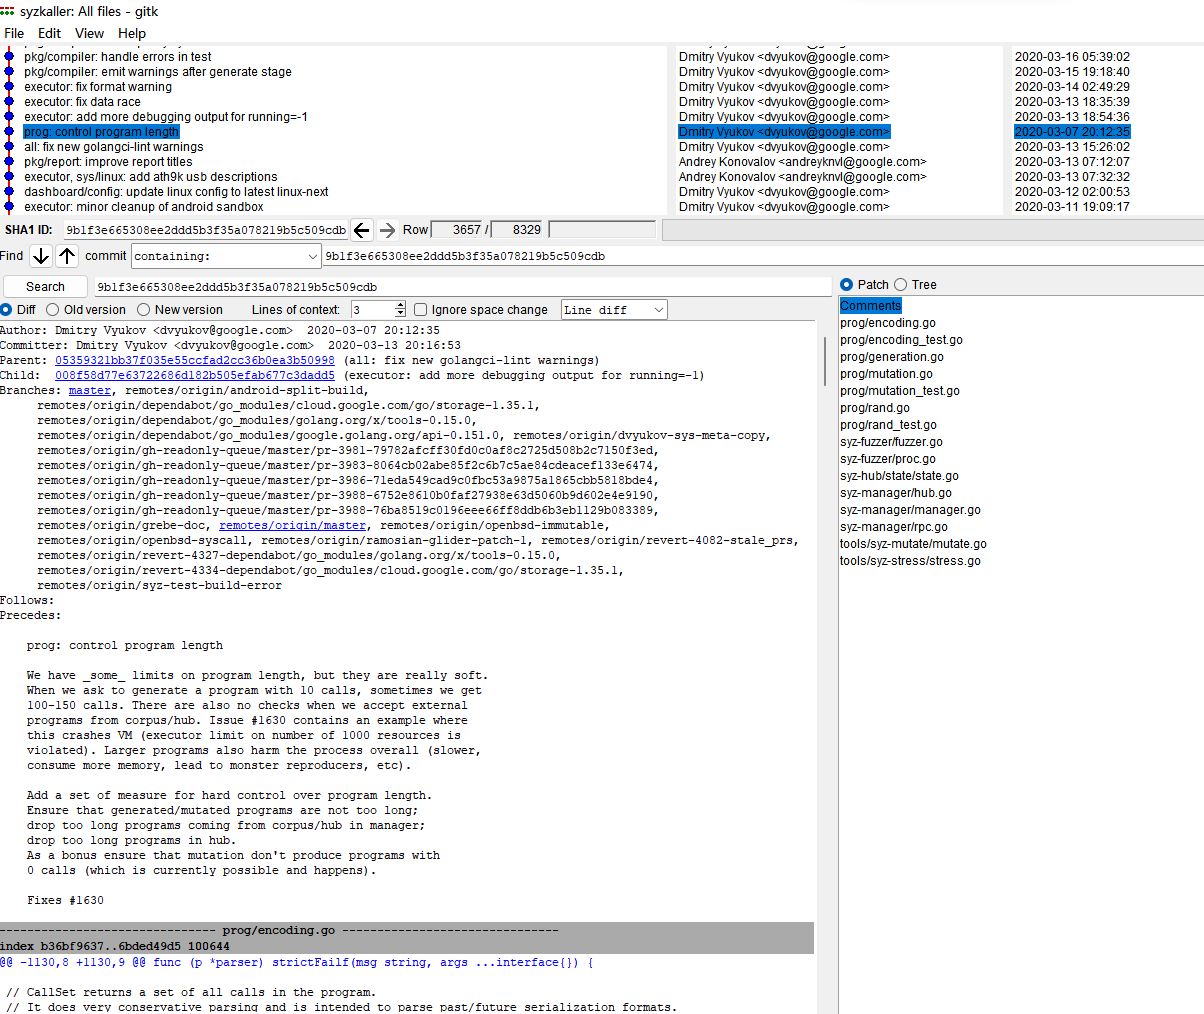 syzkaller: All files - gitk
File Edit View Help
pkg/compiler: handle errors in test Dmitry Vyukov <dvyukov@google.com> 2020-03-16 05:39:02
pkg/compiler: emit warnings after generate stage Dmitry Vyukov <dvyukov@google.com> 2020-03-15 19:18:40
executor: fix format warning Dmitry Vyukov <dvyukov@google.com> 2020-03-14 02:49:29
executor: fix data race Dmitry Vyukov <dvyukov@google.com> 2020-03-13 18:35:39
executor: add more debugging output for running=-1 Dmitry Vyukov <dvyukov@google.com> 2020-03-13 18:54:36
prog: control program length Dmitry Vyukov <dvyukov@google.com> 2020-03-07 20:12:35
all: fix new golangci-lint warnings Dmitry Vyukov <dvyukov@google.com> 2020-03-13 15:26:02
pkg/report: improve report titles Andrey Konovalov <andreyknvl@google.com> 2020-03-13 07:12:07
executor, sys/linux: add ath9k usb descriptions Andrey Konovalov <andreyknvl@google.com> 2020-03-13 07:32:32
dashboard/config: update linux config to latest linux-next Dmitry Vyukov <dvyukov@google.com> 2020-03-12 02:00:53
executor: minor cleanup of android sandbox Dmitry Vyukov <dvyukov@google.com> 2020-03-11 19:09:17
SHA1 ID: 9b1f3e665308ee2ddd5b3f35a078219b5c509cdb Row 3657 / 8329
Find commit containing: 9b1f3e665308ee2ddd5b3f35a078219b5c509cdb
Search 9b1f3e665308ee2ddd5b3f35a078219b5c509cdb
Diff Old version New version Lines of context: 3 Ignore space change Line diff
Author: Dmitry Vyukov <dvyukov@google.com> 2020-03-07 20:12:35
Committer: Dmitry Vyukov <dvyukov@google.com> 2020-03-13 20:16:53
Parent: 05359321bb37f035e55ccfad2cc36b0ea3b50998 (all: fix new golangci-lint warnings)
Child: 008f58d77e63722686d182b505efab677c3dadd5 (executor: add more debugging output for running=-1)
Branches: master, remotes/origin/android-split-build,
remotes/origin/dependabot/go_modules/cloud.google.com/go/storage-1.35.1,
remotes/origin/dependabot/go_modules/golang.org/x/tools-0.15.0,
remotes/origin/dependabot/go_modules/google.golang.org/api-0.151.0, remotes/origin/dvyukov-sys-meta-copy,
remotes/origin/gh-readonly-queue/master/pr-3981-79782afcff30fd0c0af8c2725d508b2c7150f3ed,
remotes/origin/gh-readonly-queue/master/pr-3983-8064cb02abe85f2c6b7c5ae84cdeacef133e6474,
remotes/origin/gh-readonly-queue/master/pr-3986-71eda549cad9c0fbc53a9875a1865cbb5818bde4,
remotes/origin/gh-readonly-queue/master/pr-3988-6752e8610b0faf27938e63d5060b9d602e4e9190,
remotes/origin/gh-readonly-queue/master/pr-3988-76ba8519c0196eee66ff8ddb6b3eb1129b083389,
remotes/origin/grebe-doc, remotes/origin/master, remotes/origin/openbsd-immutable,
remotes/origin/openbsd-syscall, remotes/origin/ramosian-glider-patch-1, remotes/origin/revert-4082-stale_prs,
remotes/origin/revert-4327-dependabot/go_modules/golang.org/x/tools-0.15.0,
remotes/origin/revert-4334-dependabot/go_modules/cloud.google.com/go/storage-1.35.1,
remotes/origin/syz-test-build-error
Follows:
Precedes:
prog: control program length
We have _some_ limits on program length, but they are really soft.
When we ask to generate a program with 10 calls, sometimes we get
100-150 calls. There are also no checks when we accept external
programs from corpus/hub. Issue #1630 contains an example where
this crashes VM (executor limit on number of 1000 resources is
violated). Larger programs also harm the process overall (slower,
consume more memory, lead to monster reproducers, etc).
Add a set of measure for hard control over program length.
Ensure that generated/mutated programs are not too long;
drop too long programs coming from corpus/hub in manager;
drop too long programs in hub.
As a bonus ensure that mutation don't produce programs with
0 calls (which is currently possible and happens).
Fixes #1630
------------------------------- prog/encoding.go -------------------------------
index b36bf9637..6bded49d5 100644
@@ -1130,8 +1130,9 @@ func (p *parser) strictFailf(msg string, args ...interface{}) {
// CallSet returns a set of all calls in the program.
// It does very conservative parsing and is intended to parse past/future serialization formats.
Patch Tree
Comments
prog/encoding.go
prog/encoding_test.go
prog/generation.go
prog/mutation.go
prog/mutation_test.go
prog/rand.go
prog/rand_test.go
syz-fuzzer/fuzzer.go
syz-fuzzer/proc.go
syz-hub/state/state.go
syz-manager/hub.go
syz-manager/manager.go
syz-manager/rpc.go
tools/syz-mutate/mutate.go
tools/syz-stress/stress.go